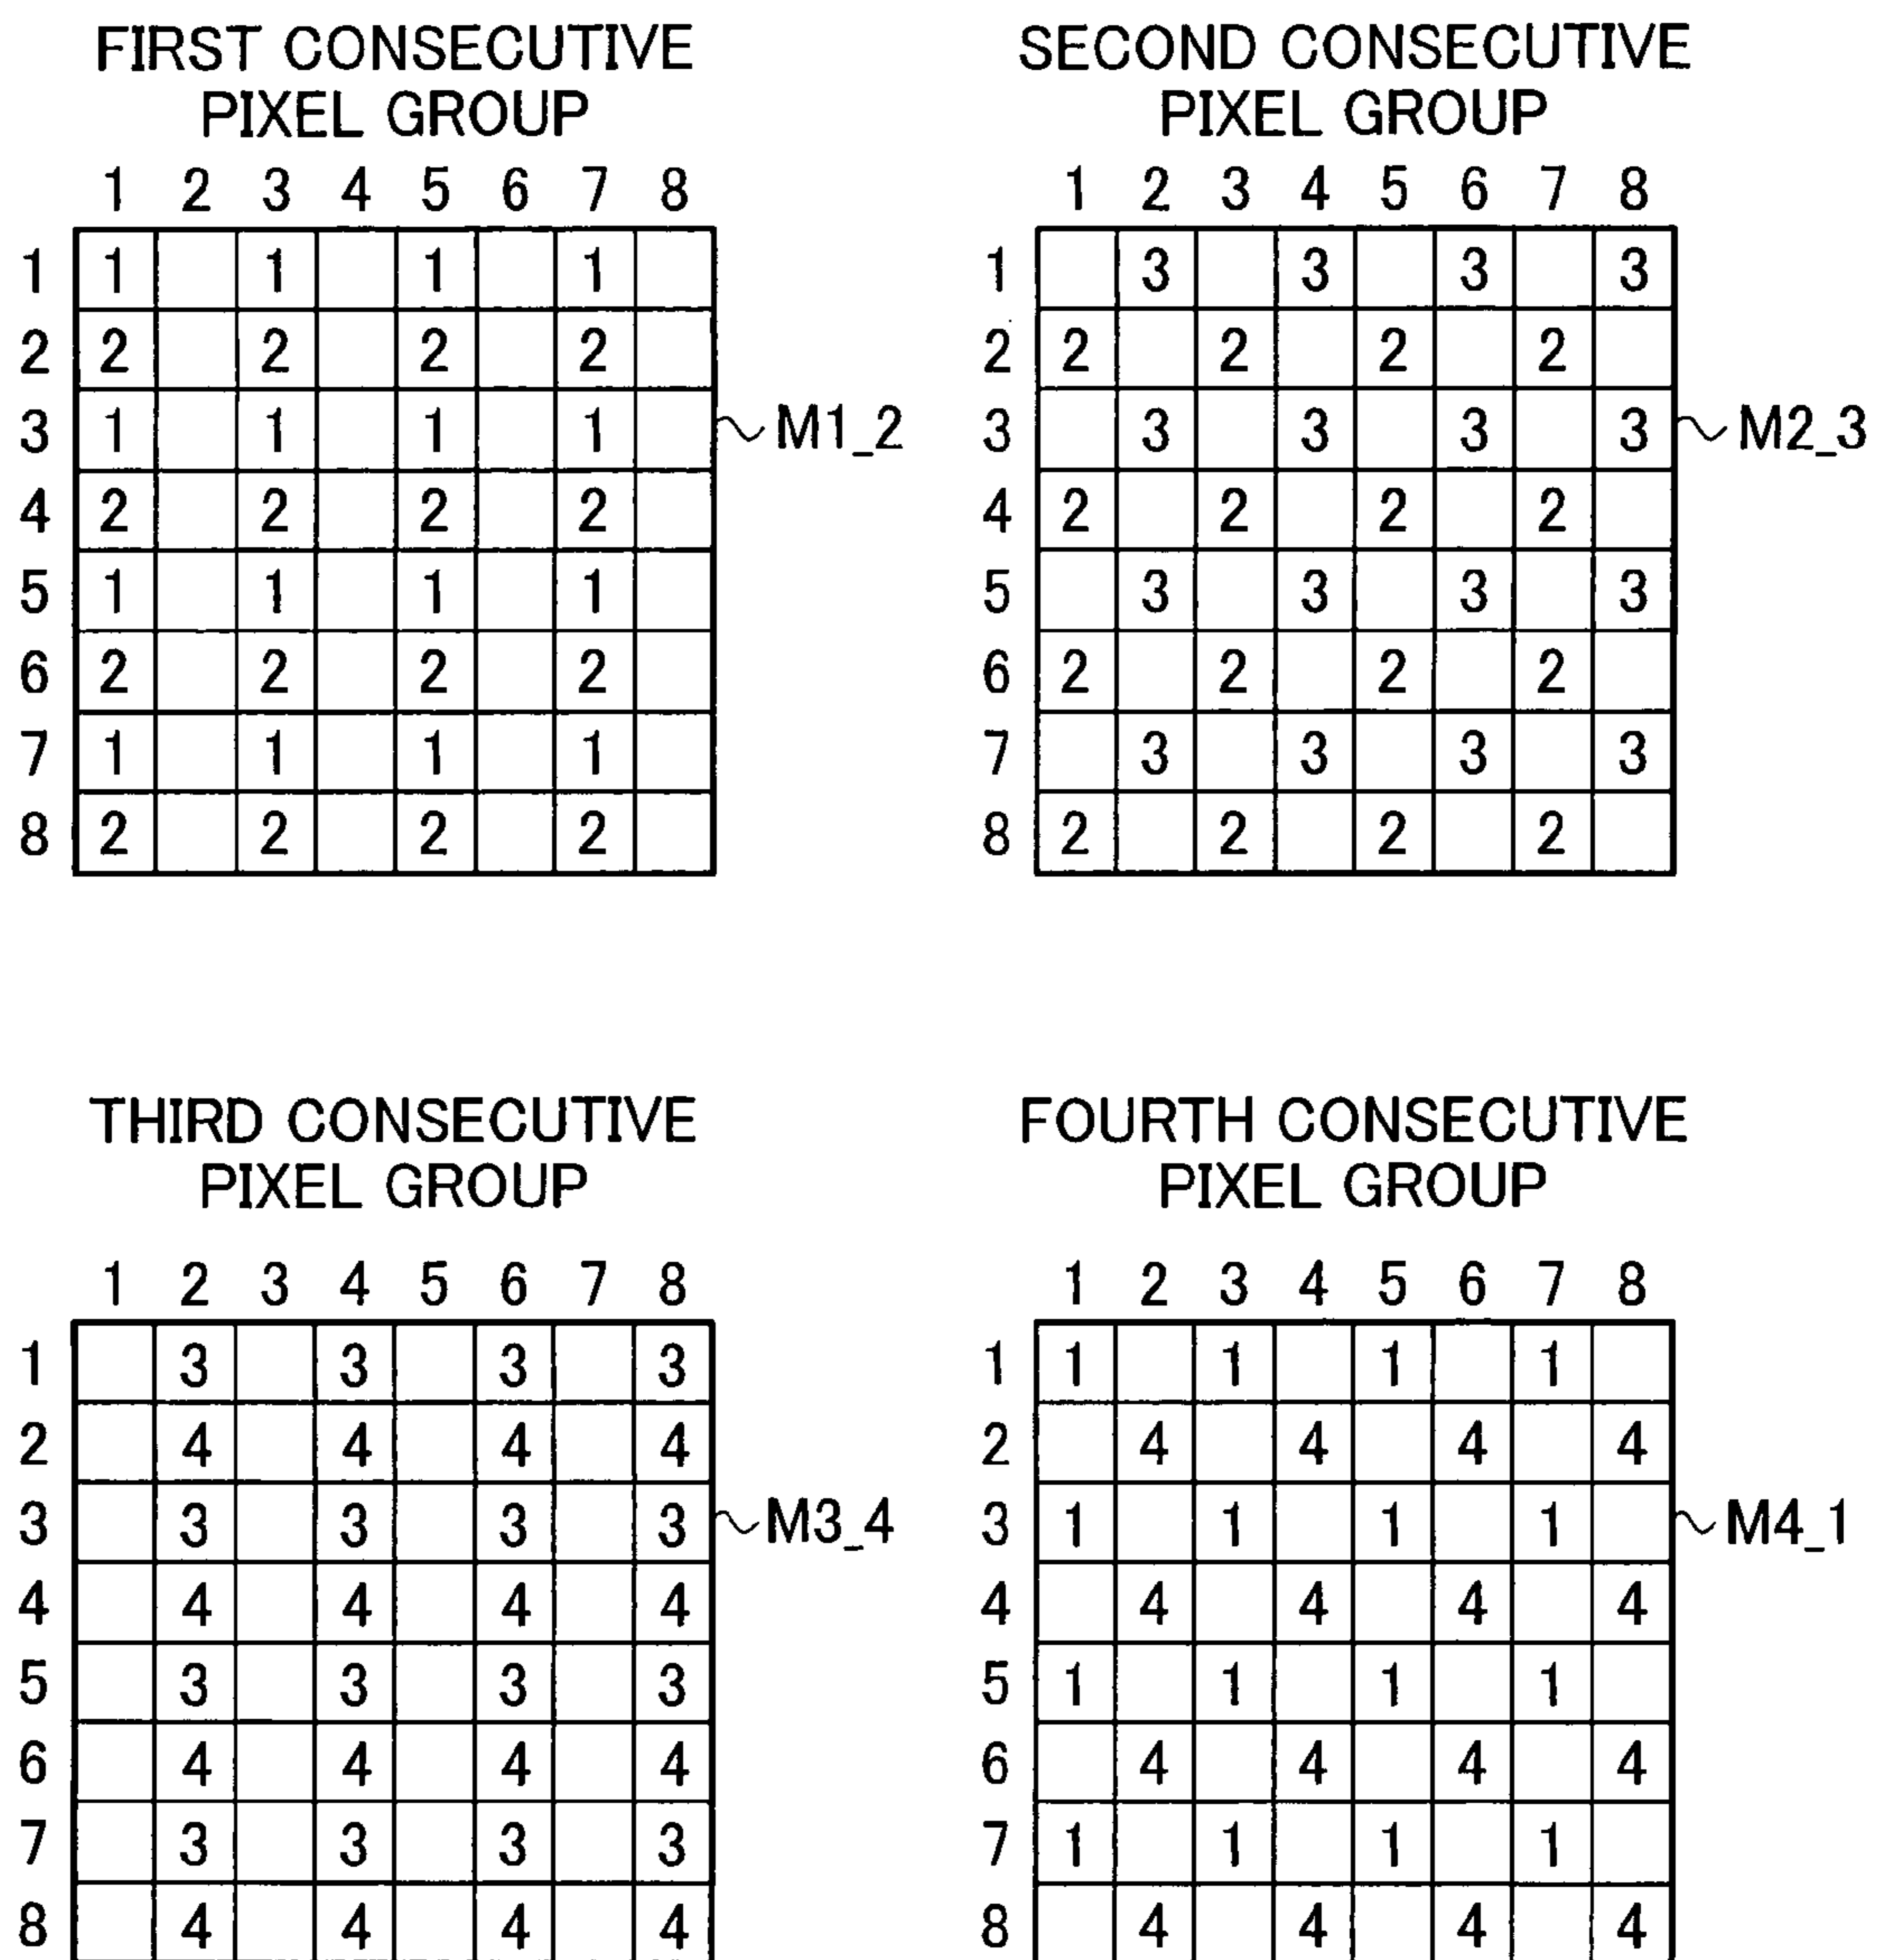 FIRST CONSECUTIVE
PIXEL GROUP
1 2 3 4 5 6 7 8
1 1 1 1 1
2 2 2 2 2
3 1 1 1 1
4 2 2 2 2
5 1 1 1 1
6 2 2 2 2
7 1 1 1 1
8 2 2 2 2
M1_2
SECOND CONSECUTIVE
PIXEL GROUP
1 2 3 4 5 6 7 8
1 3 3 3 3
2 2 2 2 2
3 3 3 3 3
4 2 2 2 2
5 3 3 3 3
6 2 2 2 2
7 3 3 3 3
8 2 2 2 2
M2_3
THIRD CONSECUTIVE
PIXEL GROUP
1 2 3 4 5 6 7 8
1 3 3 3 3
2 4 4 4 4
3 3 3 3 3
4 4 4 4 4
5 3 3 3 3
6 4 4 4 4
7 3 3 3 3
8 4 4 4 4
M3_4
FOURTH CONSECUTIVE
PIXEL GROUP
1 2 3 4 5 6 7 8
1 1 1 1 1
2 4 4 4 4
3 1 1 1 1
4 4 4 4 4
5 1 1 1 1
6 4 4 4 4
7 1 1 1 1
8 4 4 4 4
M4_1